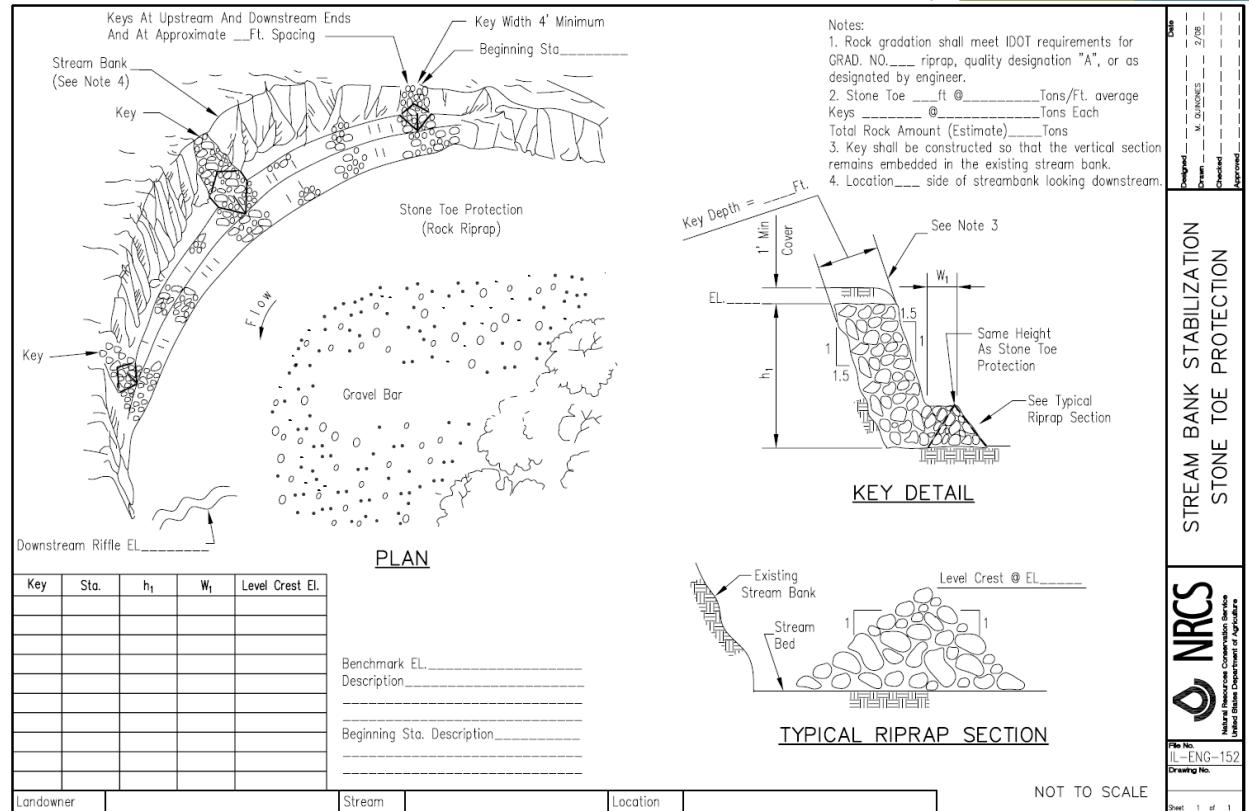 Keys At Upstream And Downstream Ends
And At Approximate __Ft. Spacing
Key Width 4' Minimum
Beginning Sta________
Stream Bank
(See Note 4)
Key
Stone Toe Protection
(Rock Riprap)
Flow
Key
Gravel Bar
Downstream Riffle EL________
PLAN
Notes:
1. Rock gradation shall meet IDOT requirements for
GRAD. NO.___ riprap, quality designation "A", or as
designated by engineer.
2. Stone Toe ___ft @__________Tons/Ft. average
Keys _______ @_____________Tons Each
Total Rock Amount (Estimate)____Tons
3. Key shall be constructed so that the vertical section
remains embedded in the existing stream bank.
4. Location___ side of streambank looking downstream.
Key Depth = ____Ft.
1' Min
Cover
See Note 3
W1
EL.______
1.5
1
Same Height
As Stone Toe
Protection
1
1.5
h1
See Typical
Riprap Section
KEY DETAIL
Existing
Stream Bank
Level Crest @ EL_____
Stream
Bed
1
1
TYPICAL RIPRAP SECTION
Key Sta. h1 W1 Level Crest El.
Benchmark EL.___________________
Description______________________
Beginning Sta. Description__________
NOT TO SCALE
Landowner
Stream
Location
Date
Designed
Drawn M. QUINONES 2/08
Checked
Approved
STREAM BANK STABILIZATION
STONE TOE PROTECTION
NRCS
Natural Resources Conservation Service
United States Department of Agriculture
File No.
IL-ENG-152
Drawing No.
Sheet 1 of 1